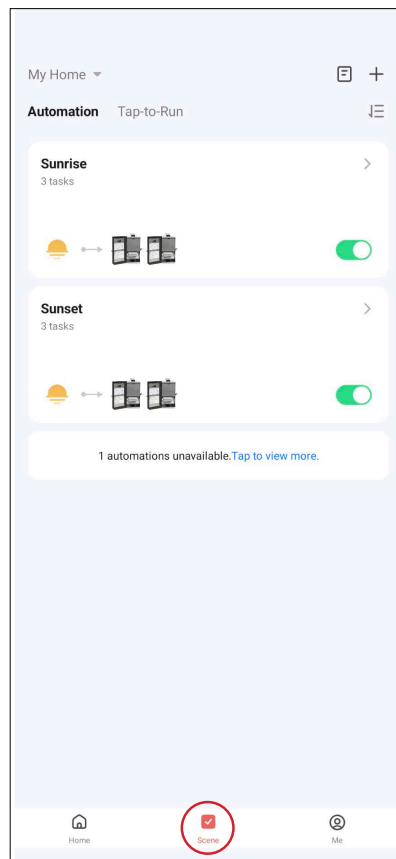 My Home
Automation Tap-to-Run
Sunrise
3 tasks
Sunset
3 tasks
1 automations unavailable.Tap to view more.
Home Scene Me